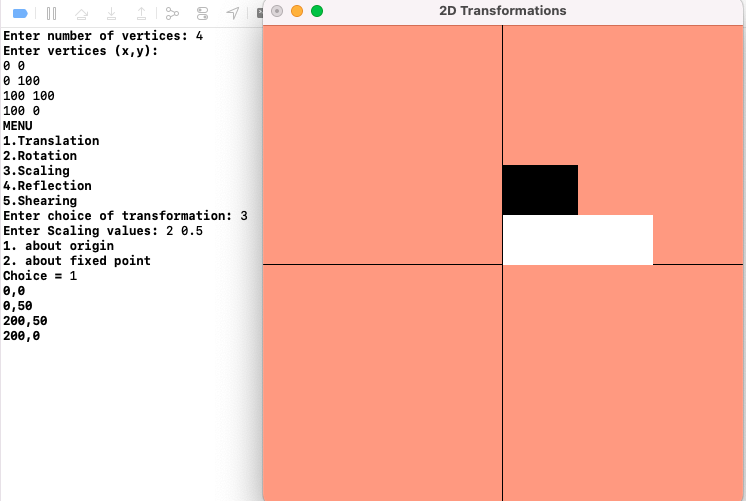 2D Transformations
Enter number of vertices: 4
Enter vertices (x,y):
0 0
0 100
100 100
100 0
MENU
1.Translation
2.Rotation
3.Scaling
4.Reflection
5.Shearing
Enter choice of transformation: 3
Enter Scaling values: 2 0.5
1. about origin
2. about fixed point
Choice = 1
0,0
0,50
200,50
200,0